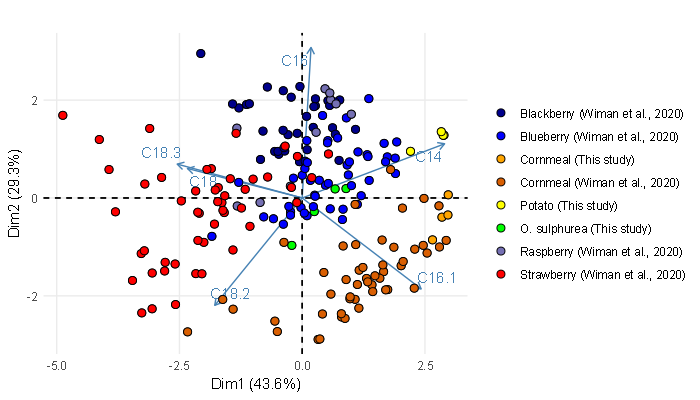 C16
C18.3
C14
C18
C16.1
C18.2
2
0
-2
-5.0
-2.5
0.0
2.5
Dim1 (43.6%)
Dim2 (29.3%)
Blackberry (Wiman et al., 2020)
Blueberry (Wiman et al., 2020)
Cornmeal (This study)
Cornmeal (Wiman et al., 2020)
Potato (This study)
O. sulphurea (This study)
Raspberry (Wiman et al., 2020)
Strawberry (Wiman et al., 2020)